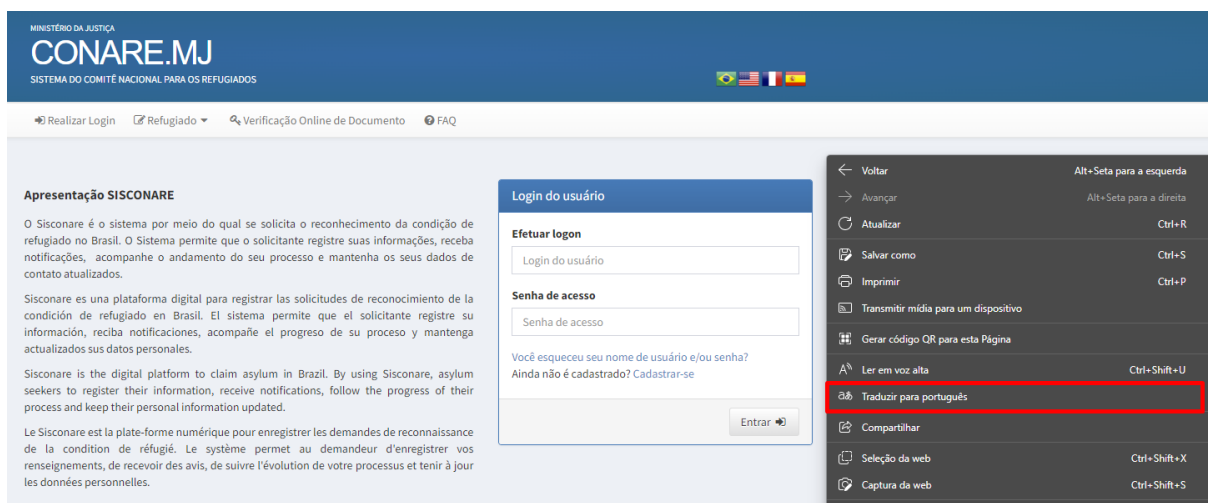 MINISTÉRIO DA JUSTIÇA
CONARE.MJ
SISTEMA DO COMITÊ NACIONAL PARA OS REFUGIADOS
Realizar Login Refugiado Verificação Online de Documento FAQ
Apresentação SISCONARE
O Sisconare é o sistema por meio do qual se solicita o reconhecimento da condição de
refugiado no Brasil. O Sistema permite que o solicitante registre suas informações, receba
notificações, acompanhe o andamento do seu processo e mantenha os seus dados de
contato atualizados.
Sisconare es una plataforma digital para registrar las solicitudes de reconocimiento de la
condición de refugiado en Brasil. El sistema permite que el solicitante registre su
información, reciba notificaciones, acompañe el progreso de su proceso y mantenga
actualizados sus datos personales.
Sisconare is the digital platform to claim asylum in Brazil. By using Sisconare, asylum
seekers to register their information, receive notifications, follow the progress of their
process and keep their personal information updated.
Le Sisconare est la plate-forme numérique pour enregistrer les demandes de reconnaissance
de la condition de réfugié. Le système permet au demandeur d'enregistrer vos
renseignements, de recevoir des avis, de suivre l'évolution de votre processus et tenir à jour
les données personnelles.
Login do usuário
Efetuar logon
Login do usuário
Senha de acesso
Senha de acesso
Você esqueceu seu nome de usuário e/ou senha?
Ainda não é cadastrado? Cadastrar-se
Entrar
Voltar Alt+Seta para a esquerda
Avançar Alt+Seta para a direita
Atualizar Ctrl+R
Salvar como Ctrl+S
Imprimir Ctrl+P
Transmitir mídia para um dispositivo
Gerar código QR para esta Página
Ler em voz alta Ctrl+Shift+U
Traduzir para português
Compartilhar
Seleção da web Ctrl+Shift+X
Captura da web Ctrl+Shift+S